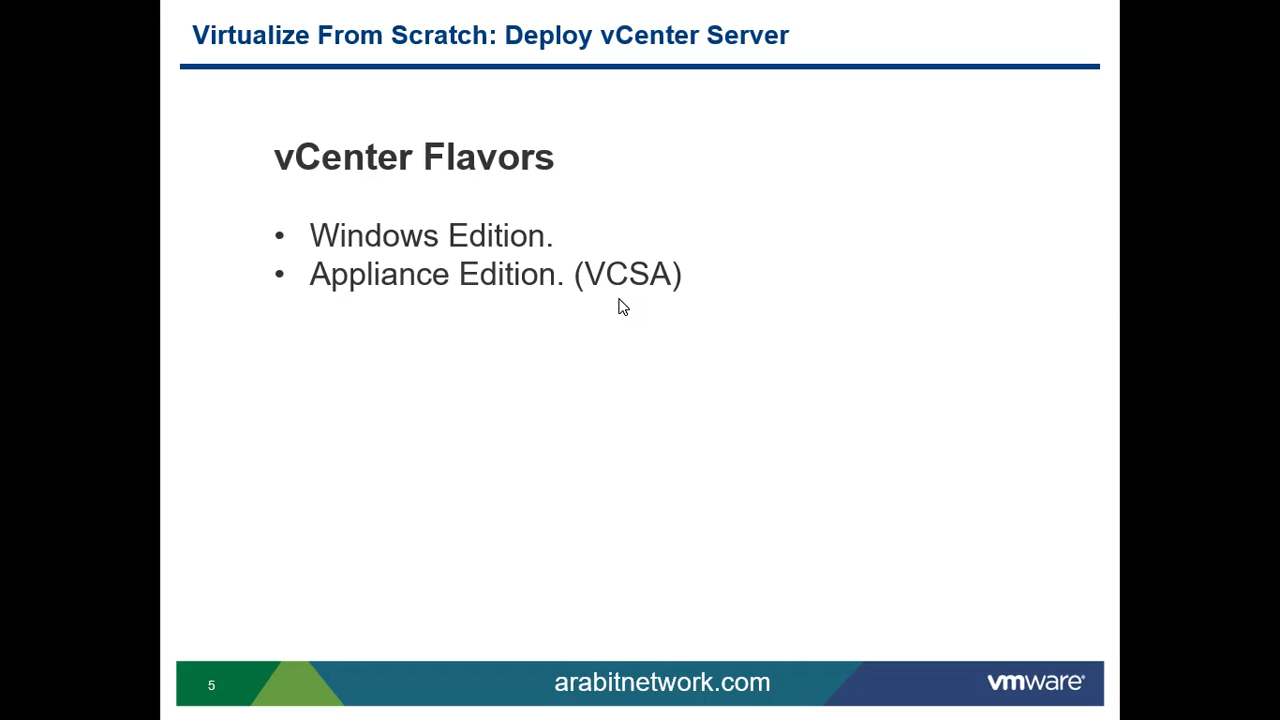 Virtualize From Scratch: Deploy vCenter Server
vCenter Flavors
• Windows Edition.
• Appliance Edition. (VCSA)
5
arabitnetwork.com
vmware®